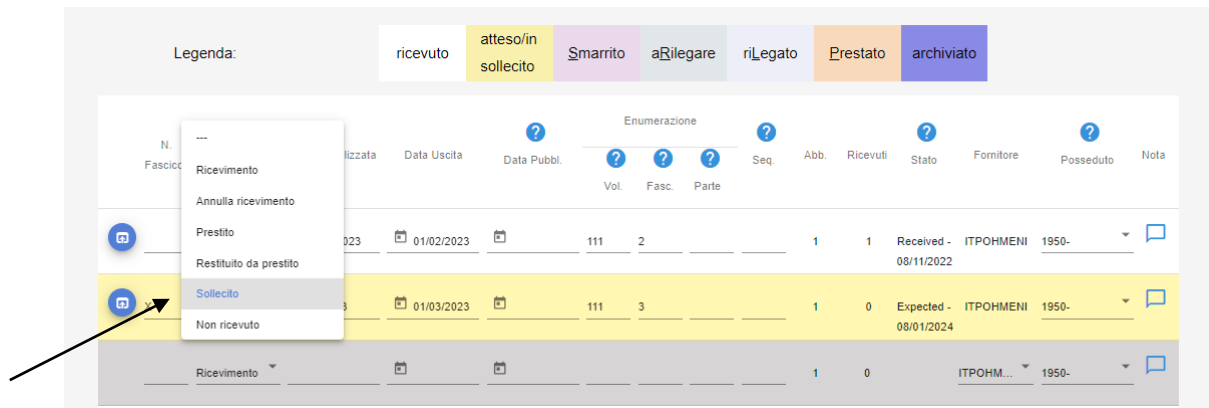 Legenda:
ricevuto
atteso/in
sollecito
Smarrito
aRilegare
riLegato
Prestato
archiviato
N.
Fascico
lizzata
Data Uscita
Data Pubbl.
Enumerazione
Vol.
Fasc.
Parte
Seq.
Abb.
Ricevuti
Stato
Fornitore
Posseduto
Nota
---
Ricevimento
Annulla ricevimento
Prestito
Restituito da prestito
Sollecito
Non ricevuto
023 01/02/2023 111 2 1 1 Received - ITPOHMENI 1950-
08/11/2022
x 3 01/03/2023 111 3 1 0 Expected - ITPOHMENI 1950-
08/01/2024
Ricevimento 1 0 ITPOHM... 1950-